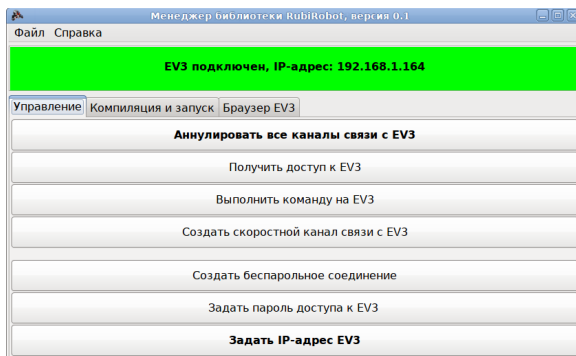 Менеджер библиотеки RubiRobot, версия 0.1
Файл Справка
EV3 подключен, IP-адрес: 192.168.1.164
Управление Компиляция и запуск Браузер EV3
Аннулировать все каналы связи с EV3
Получить доступ к EV3
Выполнить команду на EV3
Создать скоростной канал связи с EV3
Создать беспарольное соединение
Задать пароль доступа к EV3
Задать IP-адрес EV3